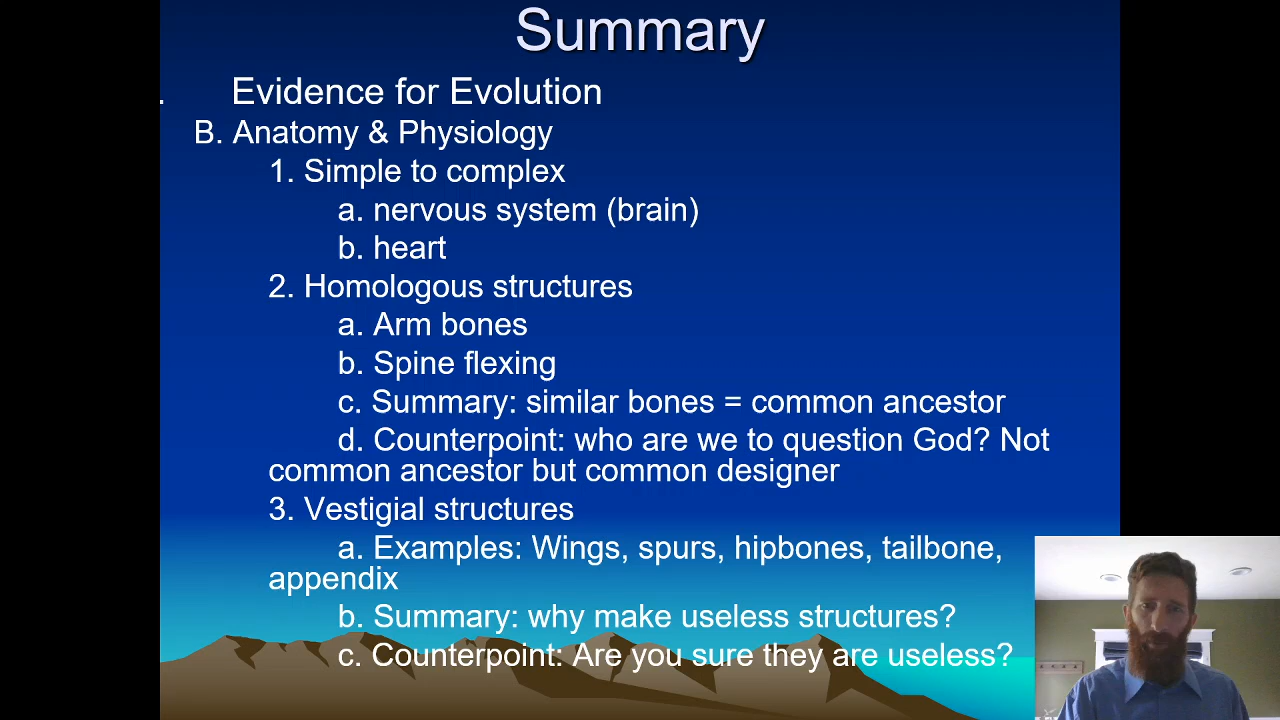 Summary
. Evidence for Evolution
B. Anatomy & Physiology
1. Simple to complex
a. nervous system (brain)
b. heart
2. Homologous structures
a. Arm bones
b. Spine flexing
c. Summary: similar bones = common ancestor
d. Counterpoint: who are we to question God? Not
common ancestor but common designer
3. Vestigial structures
a. Examples: Wings, spurs, hipbones, tailbone,
appendix
b. Summary: why make useless structures?
c. Counterpoint: Are you sure they are useless?